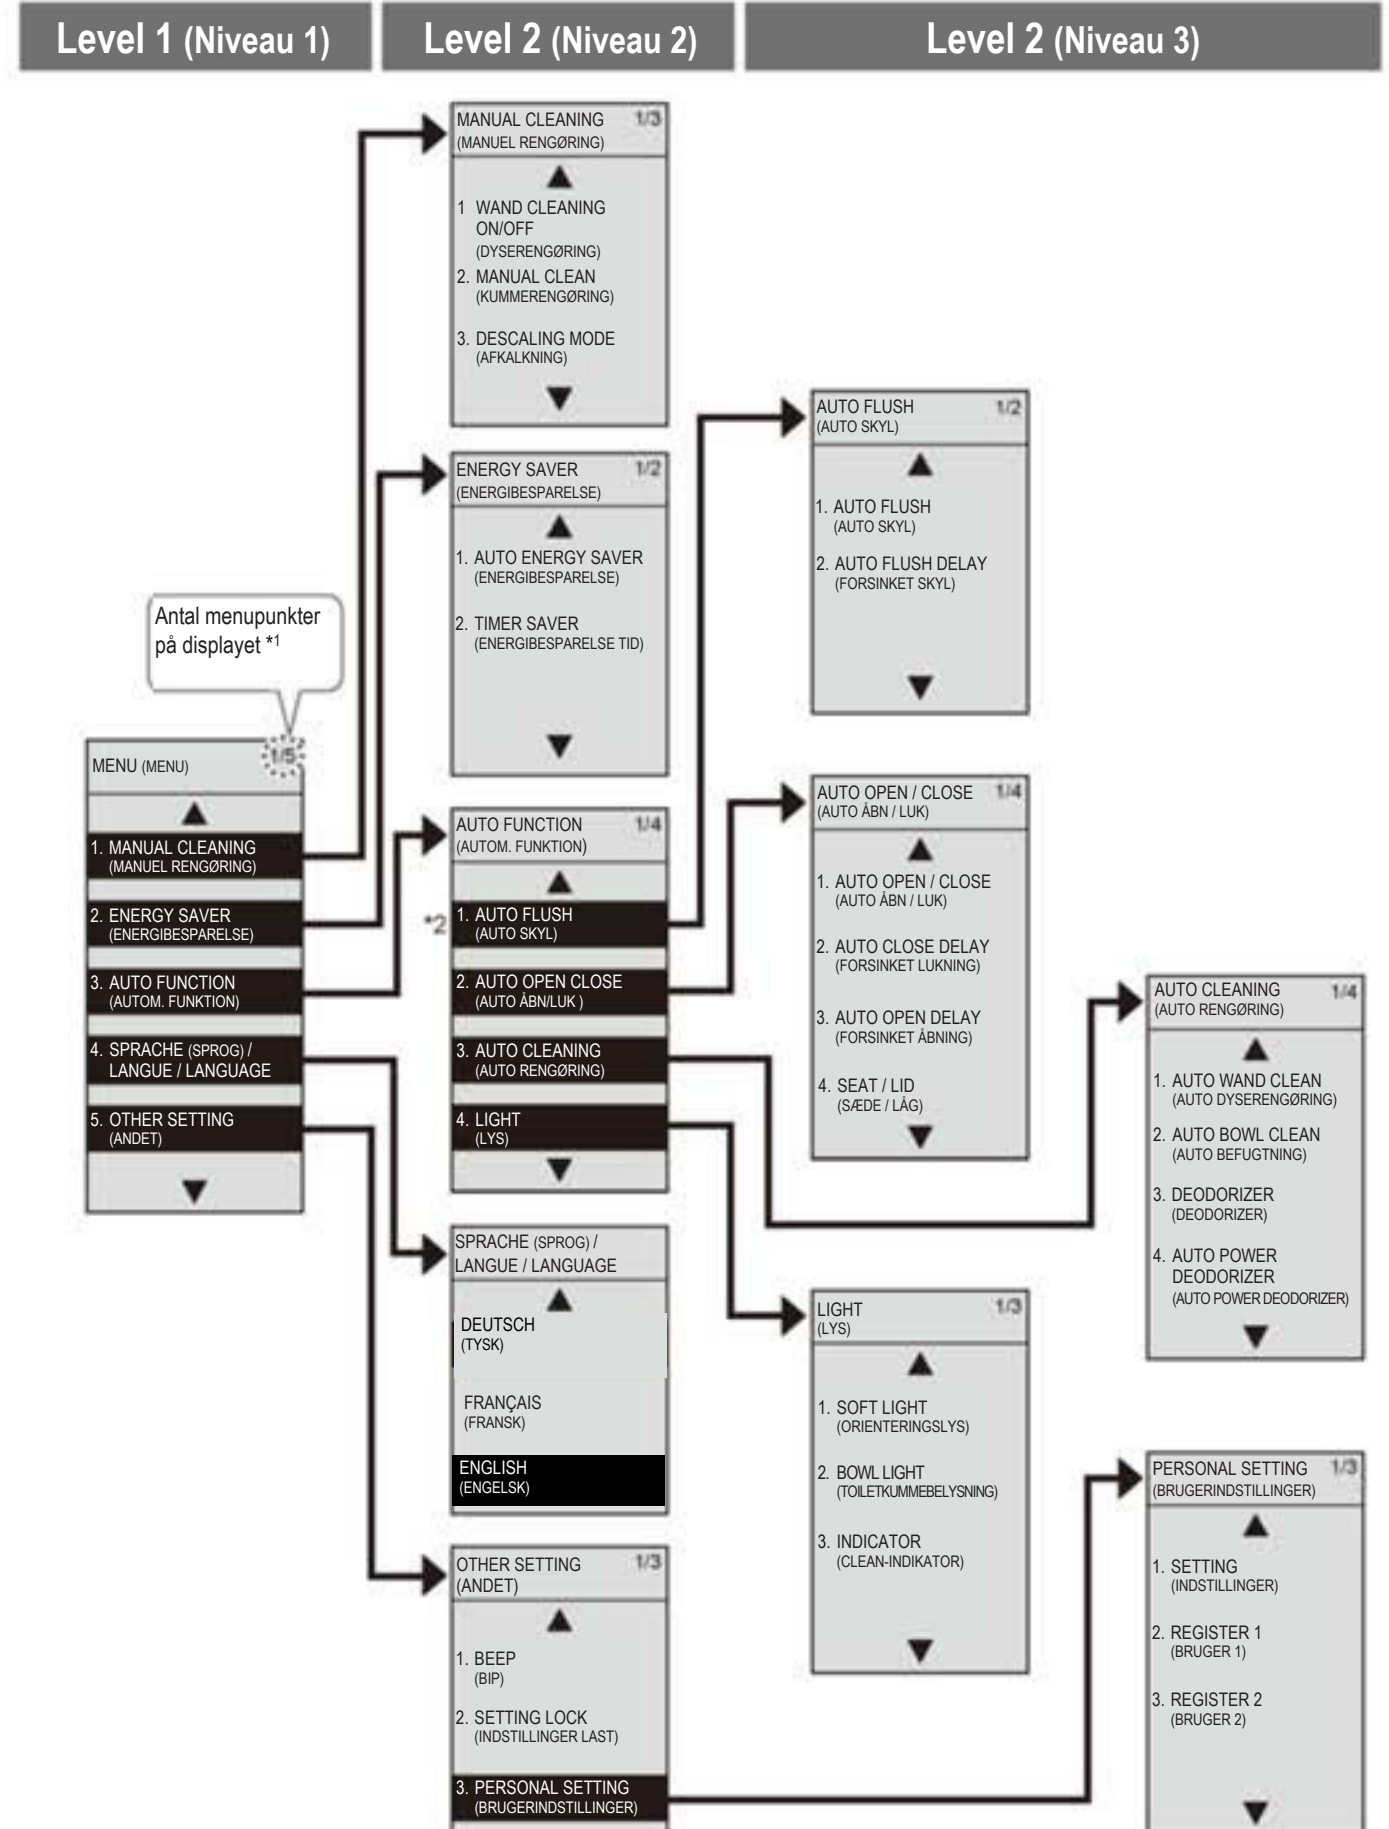 Level 1 (Niveau 1)
Level 2 (Niveau 2)
Level 2 (Niveau 3)
MANUAL CLEANING 1/3
(MANUEL RENGØRING)
1 WAND CLEANING
ON/OFF
(DYSERENGØRING)
2. MANUAL CLEAN
(KUMMERENGØRING)
3. DESCALING MODE
(AFKALKNING)
ENERGY SAVER 1/2
(ENERGIBESPARELSE)
1. AUTO ENERGY SAVER
(ENERGIBESPARELSE)
2. TIMER SAVER
(ENERGIBESPARELSE TID)
AUTO FLUSH 1/2
(AUTO SKYL)
1. AUTO FLUSH
(AUTO SKYL)
2. AUTO FLUSH DELAY
(FORSINKET SKYL)
Antal menupunkter
på displayet *1
MENU (MENU) 1/5
1. MANUAL CLEANING
(MANUEL RENGØRING)
2. ENERGY SAVER
(ENERGIBESPARELSE)
3. AUTO FUNCTION
(AUTOM. FUNKTION)
4. SPRACHE (SPROG) /
LANGUE / LANGUAGE
5. OTHER SETTING
(ANDET)
AUTO FUNCTION 1/4
(AUTOM. FUNKTION)
*2
1. AUTO FLUSH
(AUTO SKYL)
2. AUTO OPEN CLOSE
(AUTO ÅBN/LUK )
3. AUTO CLEANING
(AUTO RENGØRING)
4. LIGHT
(LYS)
AUTO OPEN / CLOSE 1/4
(AUTO ÅBN / LUK)
1. AUTO OPEN / CLOSE
(AUTO ÅBN / LUK)
2. AUTO CLOSE DELAY
(FORSINKET LUKNING)
3. AUTO OPEN DELAY
(FORSINKET ÅBNING)
4. SEAT / LID
(SÆDE / LÅG)
AUTO CLEANING 1/4
(AUTO RENGØRING)
1. AUTO WAND CLEAN
(AUTO DYSERENGØRING)
2. AUTO BOWL CLEAN
(AUTO BEFUGTNING)
3. DEODORIZER
(DEODORIZER)
4. AUTO POWER
DEODORIZER
(AUTO POWER DEODORIZER)
SPRACHE (SPROG) /
LANGUE / LANGUAGE
DEUTSCH
(TYSK)
FRANÇAIS
(FRANSK)
ENGLISH
(ENGELSK)
LIGHT 1/3
(LYS)
1. SOFT LIGHT
(ORIENTERINGSLYS)
2. BOWL LIGHT
(TOILETKUMMEBELYSNING)
3. INDICATOR
(CLEAN-INDIKATOR)
OTHER SETTING 1/3
(ANDET)
1. BEEP
(BIP)
2. SETTING LOCK
(INDSTILLINGER LAST)
3. PERSONAL SETTING
(BRUGERINDSTILLINGER)
PERSONAL SETTING 1/3
(BRUGERINDSTILLINGER)
1. SETTING
(INDSTILLINGER)
2. REGISTER 1
(BRUGER 1)
3. REGISTER 2
(BRUGER 2)